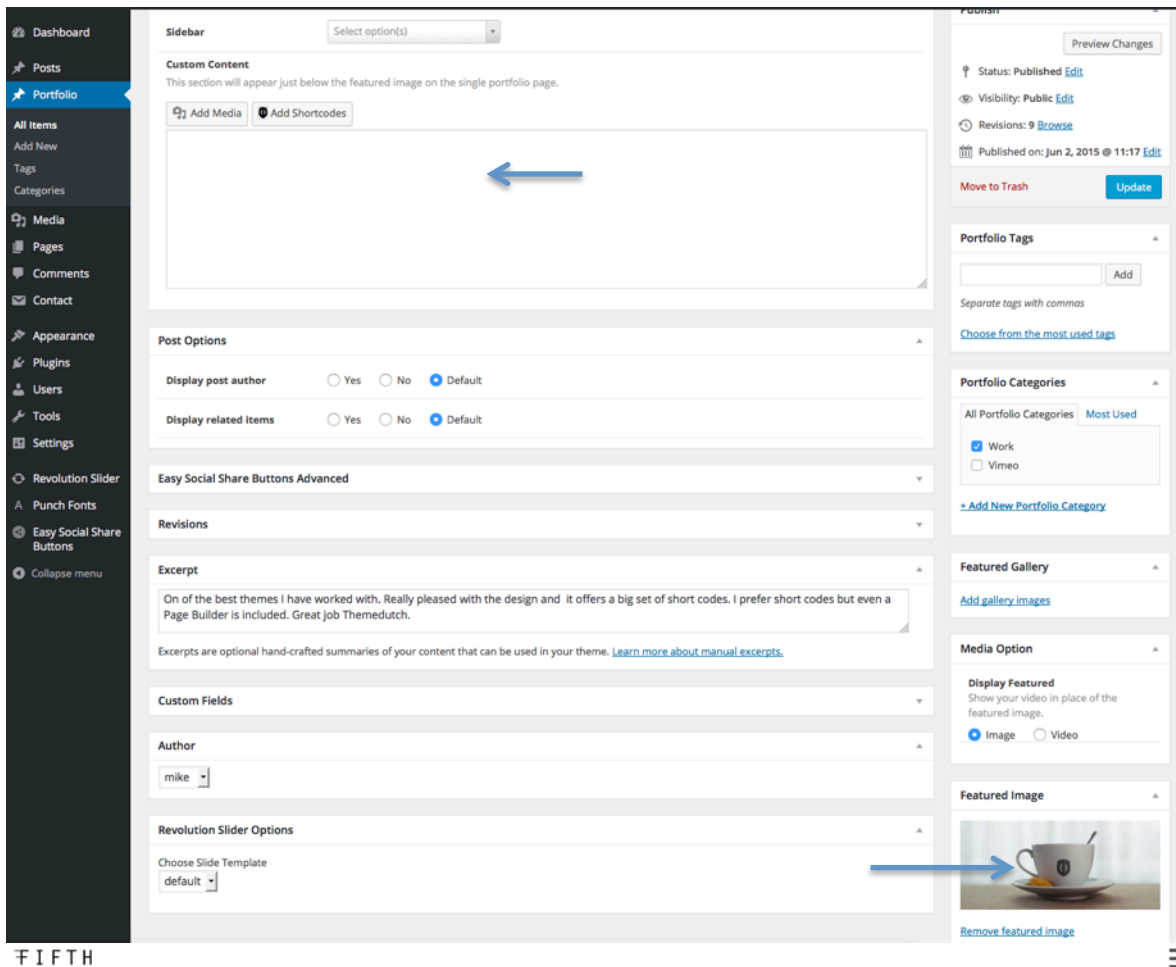 Dashboard
Posts
Portfolio
All Items
Add New
Tags
Categories
Media
Pages
Comments
Contact
Appearance
Plugins
Users
Tools
Settings
Revolution Slider
Punch Fonts
Easy Social Share
Buttons
Collapse menu
Sidebar Select option(s)
Custom Content
This section will appear just below the featured image on the single portfolio page.
Add Media Add Shortcodes
Post Options
Display post author Yes No Default
Display related items Yes No Default
Easy Social Share Buttons Advanced
Revisions
Excerpt
On of the best themes I have worked with. Really pleased with the design and it offers a big set of short codes. I prefer short codes but even a
Page Builder is included. Great job Themedutch.
Excerpts are optional hand-crafted summaries of your content that can be used in your theme. Learn more about manual excerpts.
Custom Fields
Author
mike
Revolution Slider Options
Choose Slide Template
default
Publish
Preview Changes
Status: Published Edit
Visibility: Public Edit
Revisions: 9 Browse
Published on: Jun 2, 2015 @ 11:17 Edit
Move to Trash Update
Portfolio Tags
Add
Separate tags with commas
Choose from the most used tags
Portfolio Categories
All Portfolio Categories Most Used
Work
Vimeo
+ Add New Portfolio Category
Featured Gallery
Add gallery images
Media Option
Display Featured
Show your video in place of the
featured image.
Image Video
Featured Image
Remove featured image
FIFTH